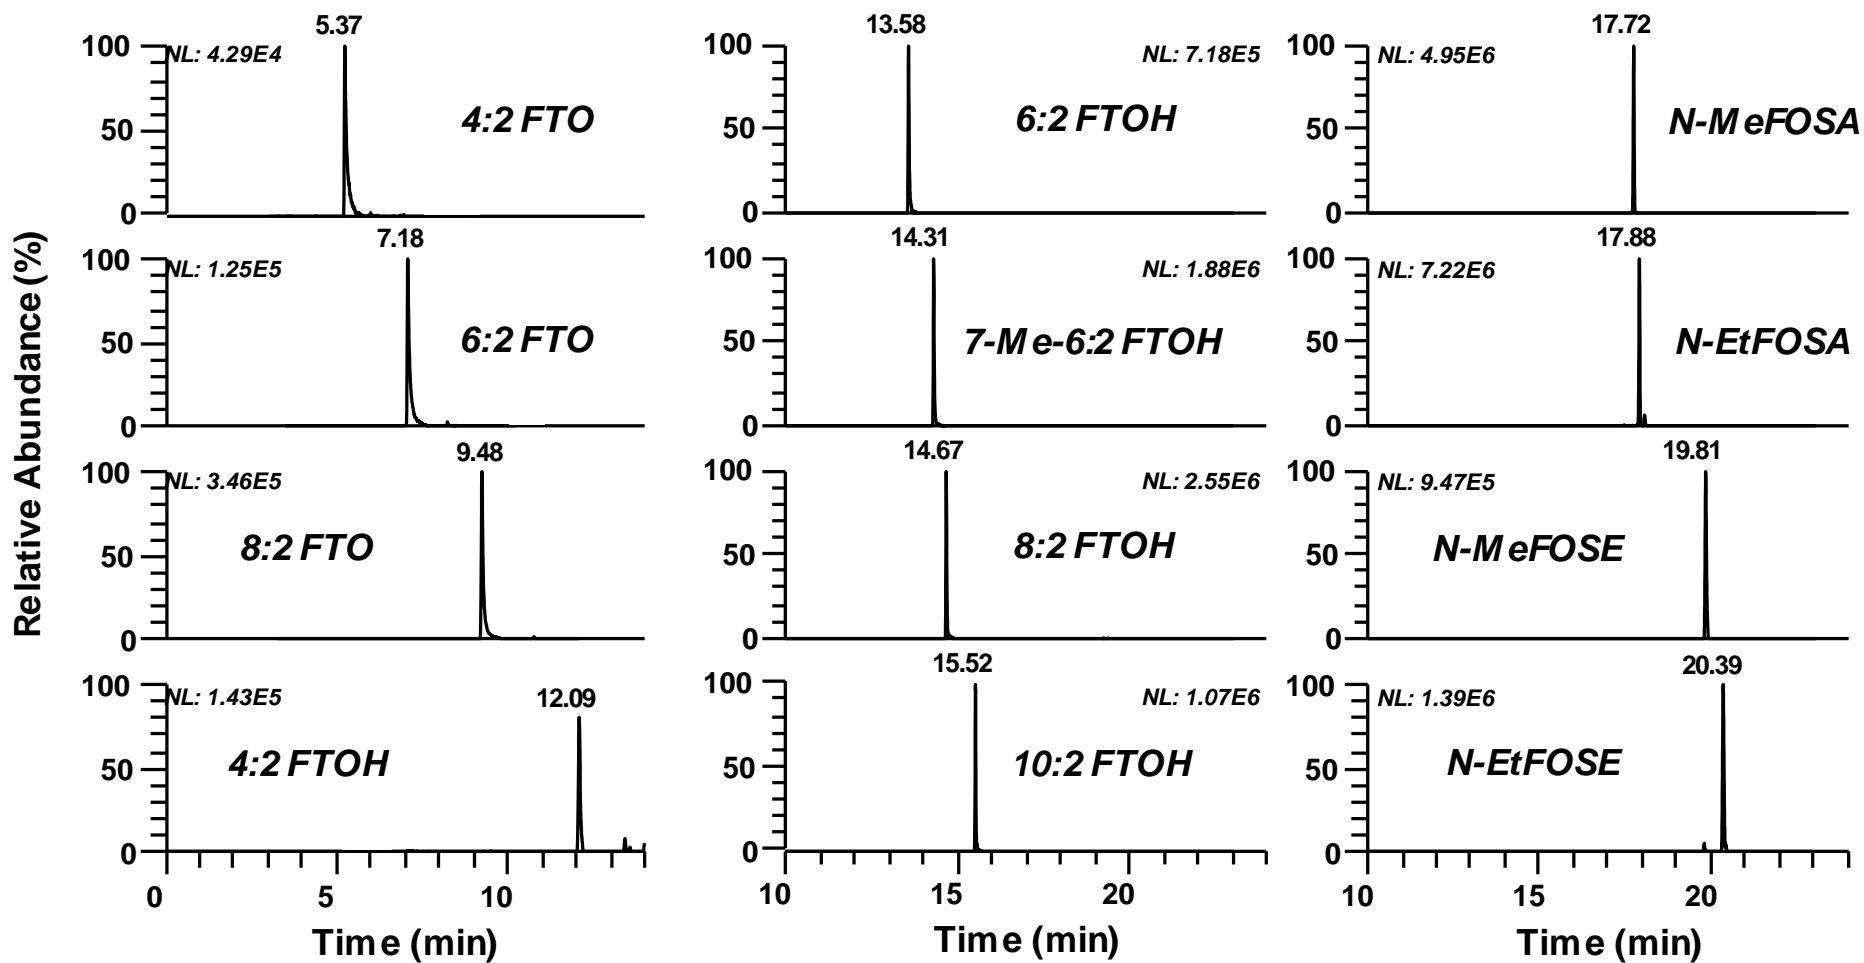 5.37
100
NL: 4.29E4
4:2 FTO
50
0
7.18
100
NL: 1.25E5
6:2 FTO
50
0
9.48
100
NL: 3.46E5
8:2 FTO
50
0
12.09
100
NL: 1.43E5
4:2 FTOH
50
0
0 5 10
Time (min)
Relative Abundance (%)
13.58
100
NL: 7.18E5
6:2 FTOH
50
0
14.31
100
NL: 1.88E6
7-Me-6:2 FTOH
50
0
14.67
100
NL: 2.55E6
8:2 FTOH
50
0
15.52
100
NL: 1.07E6
10:2 FTOH
50
0
10 15 20
Time (min)
17.72
100
NL: 4.95E6
N-MeFOSA
50
0
17.88
100
NL: 7.22E6
N-EtFOSA
50
0
19.81
100
NL: 9.47E5
N-MeFOSE
50
0
20.39
100
NL: 1.39E6
N-EtFOSE
50
0
10 15 20
Time (min)